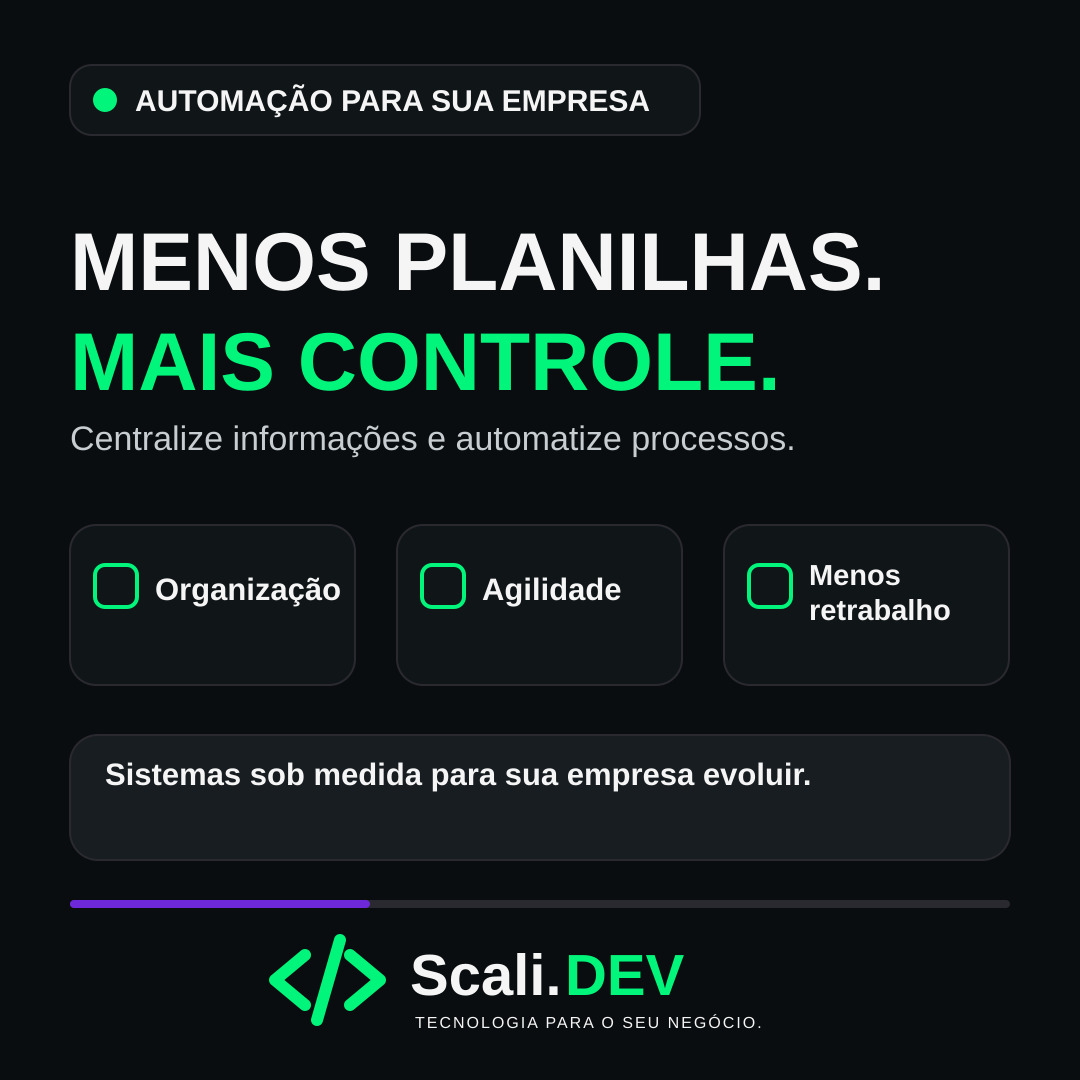 AUTOMAÇÃO PARA SUA EMPRESA
MENOS PLANILHAS.
MAIS CONTROLE.
Centralize informações e automatize processos.
Organização
Agilidade
Menos
retrabalho
Sistemas sob medida para sua empresa evoluir.
Scali.DEV
TECNOLOGIA PARA O SEU NEGÓCIO.